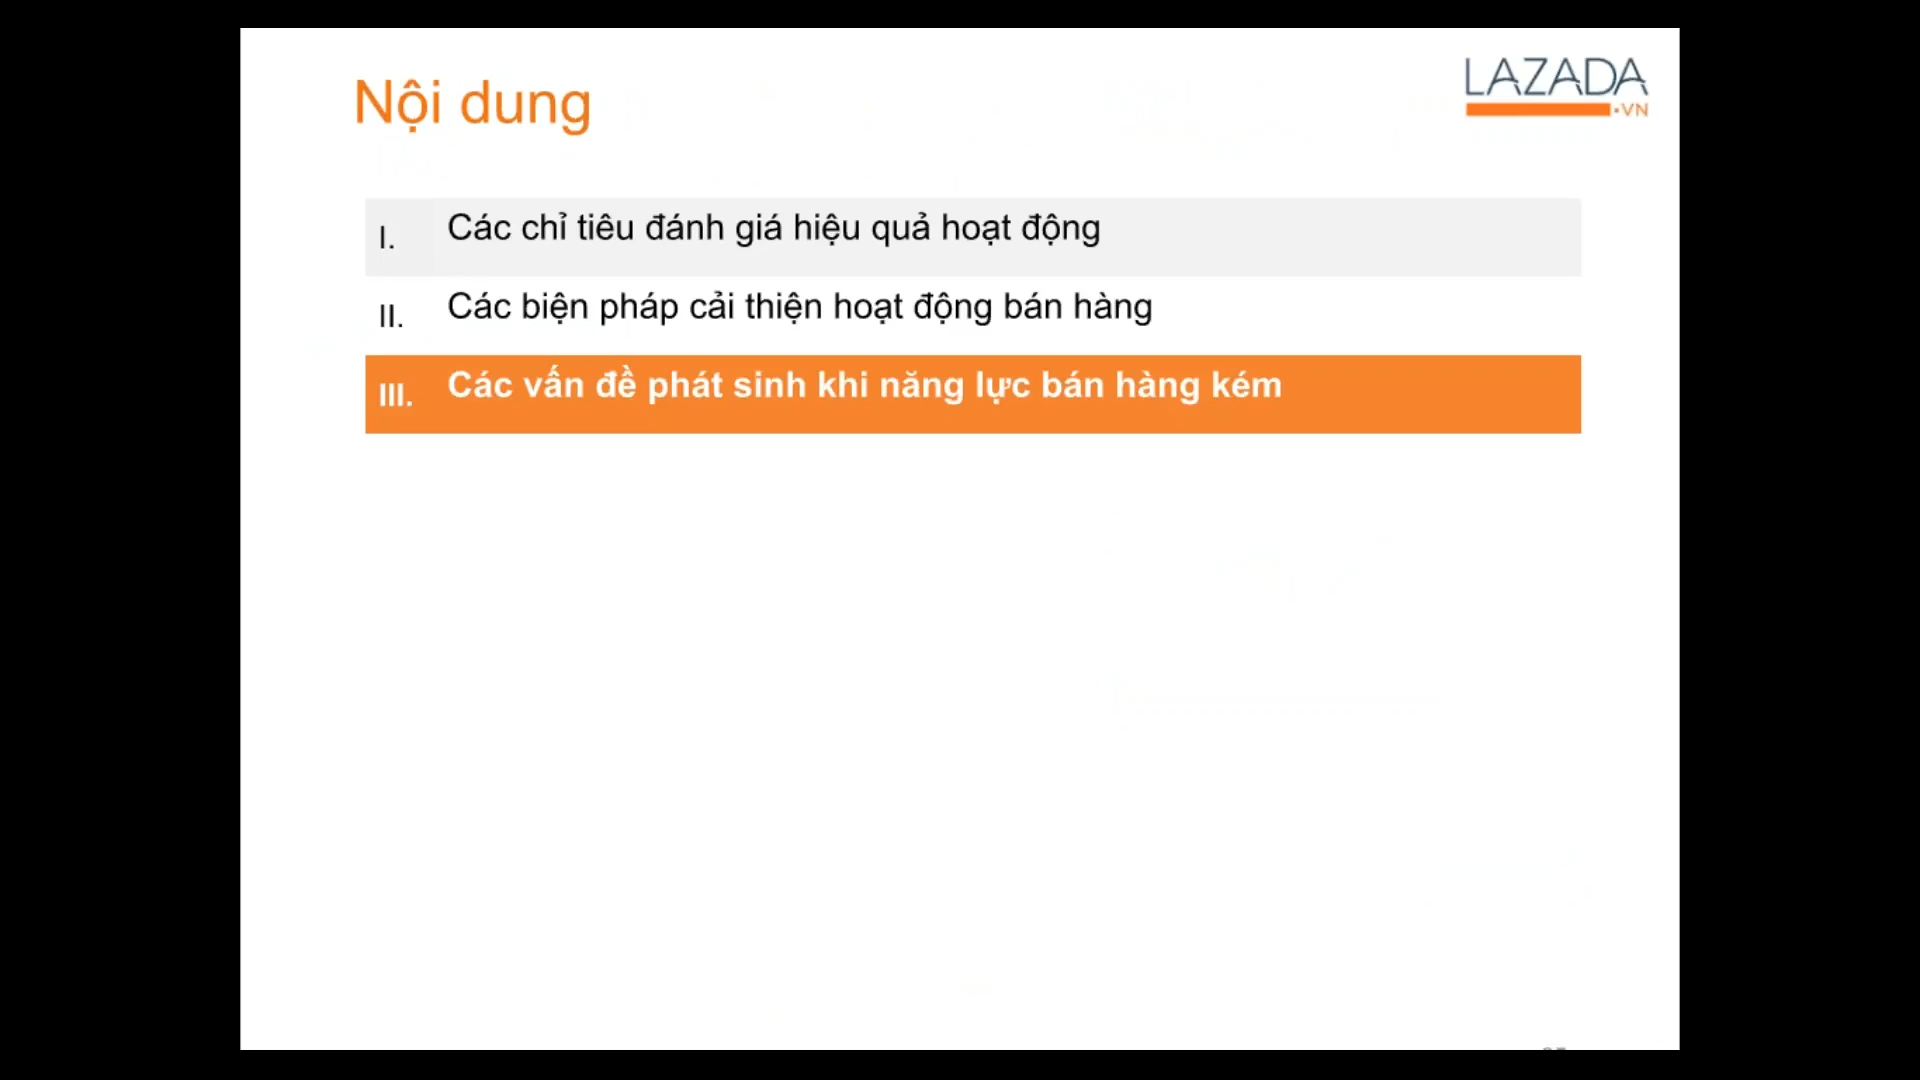 Nội dung
LAZADA
.VN
I. Các chỉ tiêu đánh giá hiệu quả hoạt động
II. Các biện pháp cải thiện hoạt động bán hàng
III. Các vấn đề phát sinh khi năng lực bán hàng kém